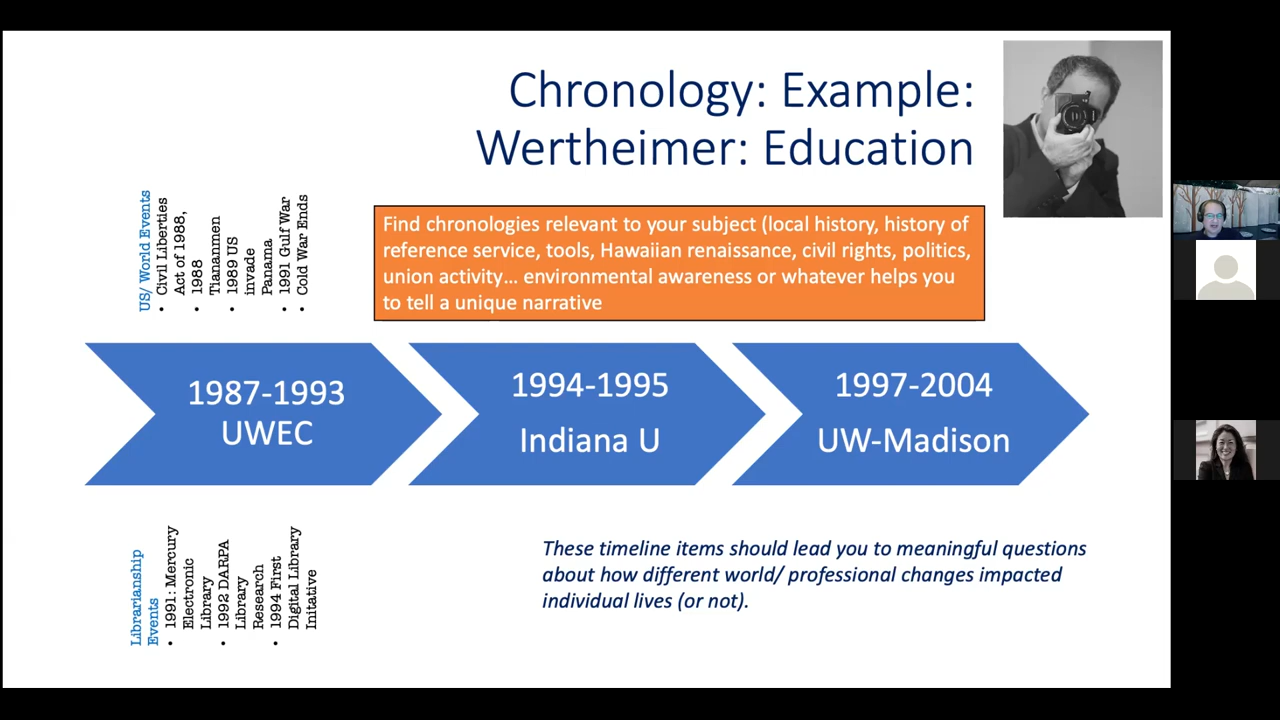 Chronology: Example:
Wertheimer: Education
US/ World Events
• Civil Liberties
Act of 1988,
• 1988
Tiananmen
• 1989 US
invade
Panama
• 1991 Gulf War
• Cold War Ends
Find chronologies relevant to your subject (local history, history of
reference service, tools, Hawaiian renaissance, civil rights, politics,
union activity… environmental awareness or whatever helps you
to tell a unique narrative
1987-1993
UWEC
1994-1995
Indiana U
1997-2004
UW-Madison
Librarianship
Events
• 1991: Mercury
Electronic
Library
• 1992 DARPA
Library
Research
• 1994 First
Digital Library
Initative
These timeline items should lead you to meaningful questions
about how different world/ professional changes impacted
individual lives (or not).